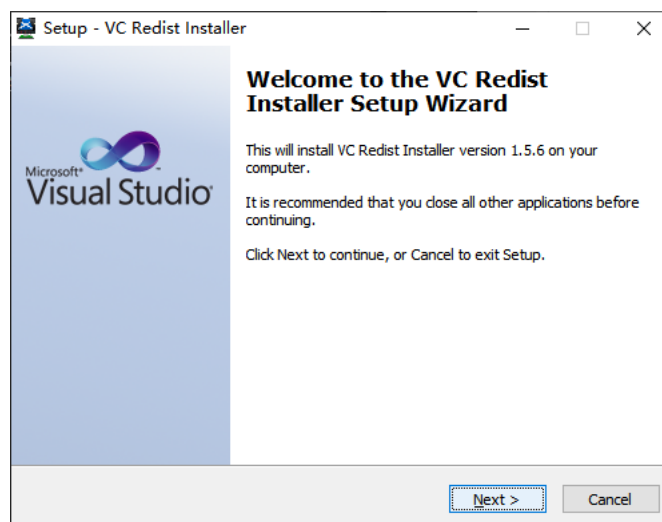 Setup - VC Redist Installer
Welcome to the VC Redist
Installer Setup Wizard
This will install VC Redist Installer version 1.5.6 on your
computer.
It is recommended that you close all other applications before
continuing.
Click Next to continue, or Cancel to exit Setup.
Microsoft®
Visual Studio®
Next >
Cancel